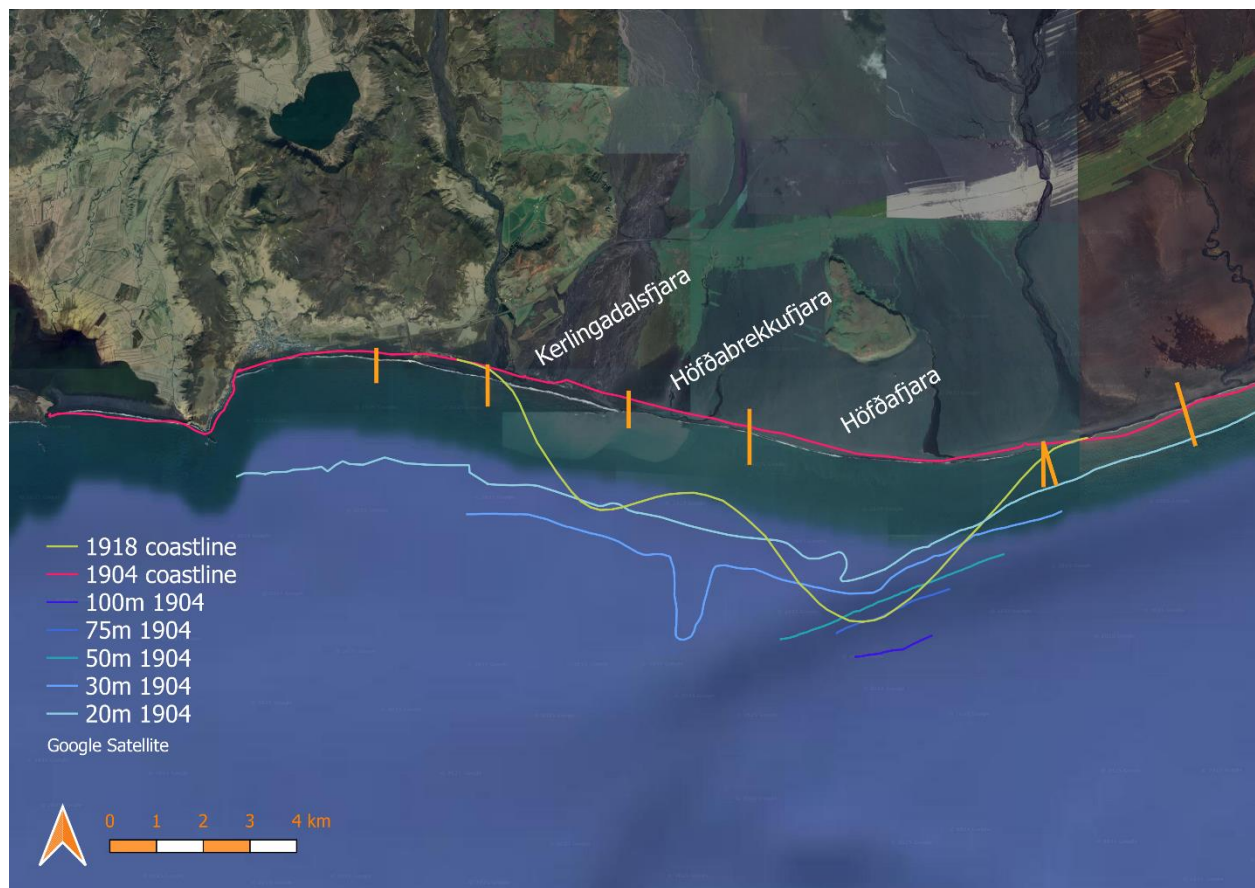 Kerlingadalsfjara
Höfðabrekkufjara
Höfðafjara
1918 coastline
1904 coastline
100m 1904
75m 1904
50m 1904
30m 1904
20m 1904
Google Satellite
0 1 2 3 4 km